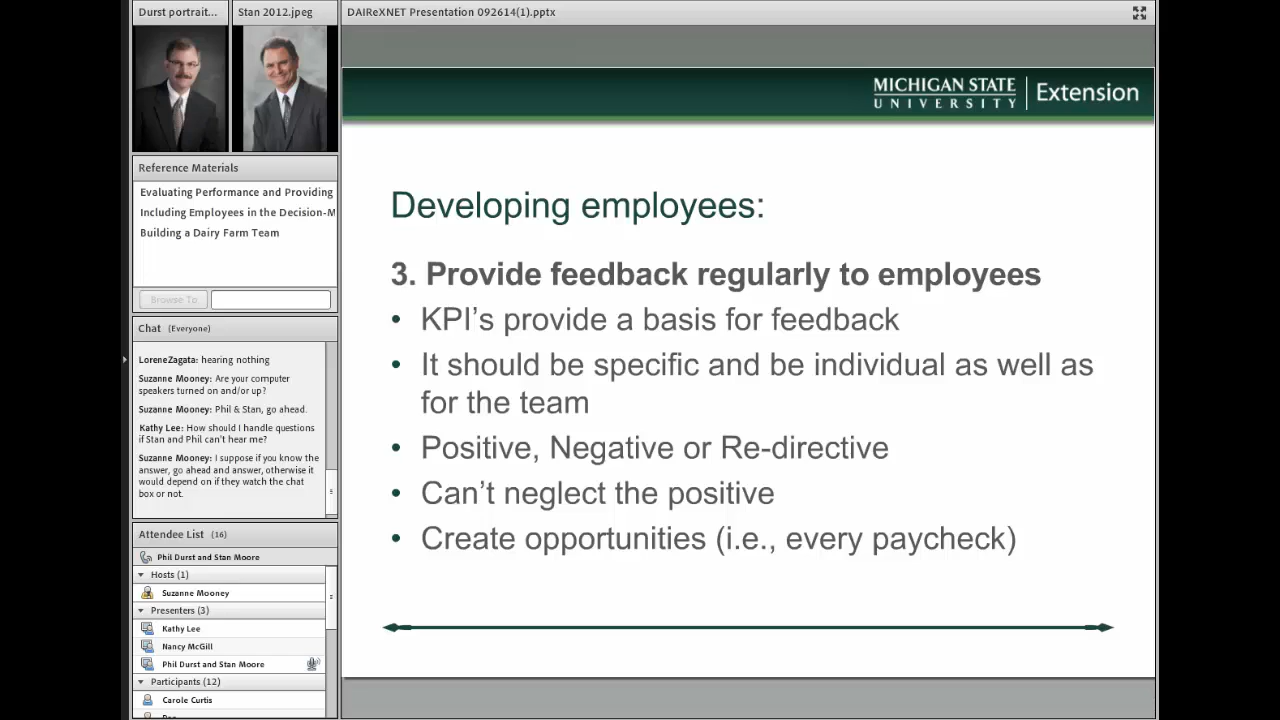 Durst portrait...
Stan 2012.jpeg
DAIReXNET Presentation 092614(1).pptx
Reference Materials
Evaluating Performance and Providing
Including Employees in the Decision-M
Building a Dairy Farm Team
Browse To
Chat (Everyone)
LoreneZagata: hearing nothing
Suzanne Mooney: Are your computer
speakers turned on and/or up?
Suzanne Mooney: Phil & Stan, go ahead.
Kathy Lee: How should I handle questions
if Stan and Phil can't hear me?
Suzanne Mooney: I suppose if you know the
answer, go ahead and answer, otherwise it
would depend on if they watch the chat
box or not.
Attendee List (16)
Phil Durst and Stan Moore
Hosts (1)
Suzanne Mooney
Presenters (3)
Kathy Lee
Nancy McGill
Phil Durst and Stan Moore
Participants (12)
Carole Curtis
MICHIGAN STATE
UNIVERSITY
Extension
Developing employees:
3. Provide feedback regularly to employees
• KPI's provide a basis for feedback
• It should be specific and be individual as well as
for the team
• Positive, Negative or Re-directive
• Can't neglect the positive
• Create opportunities (i.e., every paycheck)